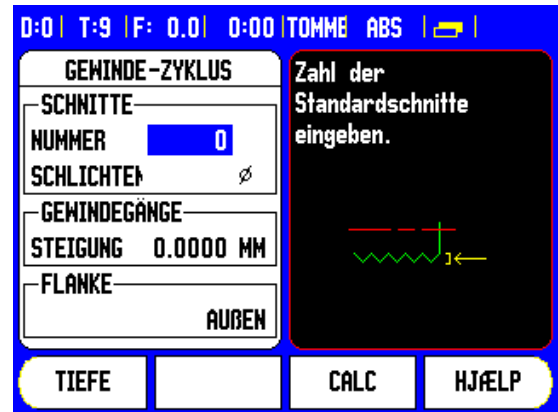 D:0 | T:9 | F: 0.0 | 0:00 | TOMME ABS
GEWINDE-ZYKLUS
SCHNITTE
NUMMER 0
SCHLICHTEN ø
GEWINDEGÄNGE
STEIGUNG 0.0000 MM
FLANKE
AUßEN
Zahl der
Standardschnitte
eingeben.
TIEFE
CALC
HJÆLP